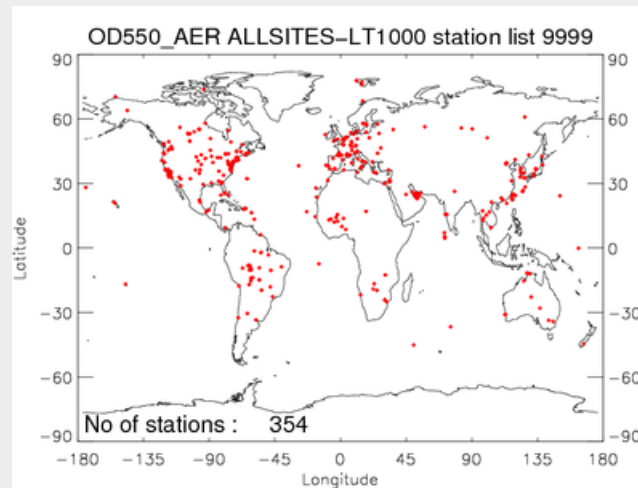 OD550_AER ALLSITES−LT1000 station list 9999
90 90
60 60
30 30
0 0
−30 −30
−60 −60
−90 −90
Latitude
No of stations : 354
−180 −135 −90 −45 0 45 90 135 180
Longitude